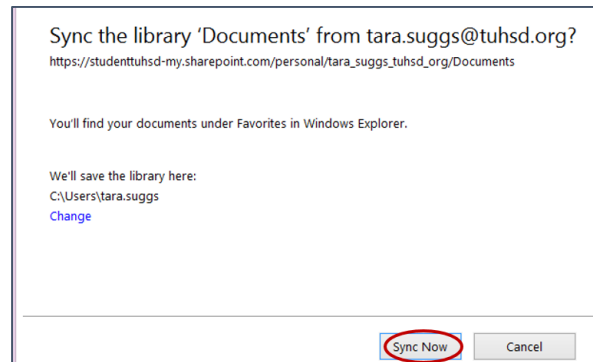 Sync the library ‘Documents’ from tara.suggs@tuhsd.org?
https://studenttuhsd-my.sharepoint.com/personal/tara_suggs_tuhsd_org/Documents
You'll find your documents under Favorites in Windows Explorer.
We'll save the library here:
C:\Users\tara.suggs
Change
Sync Now Cancel